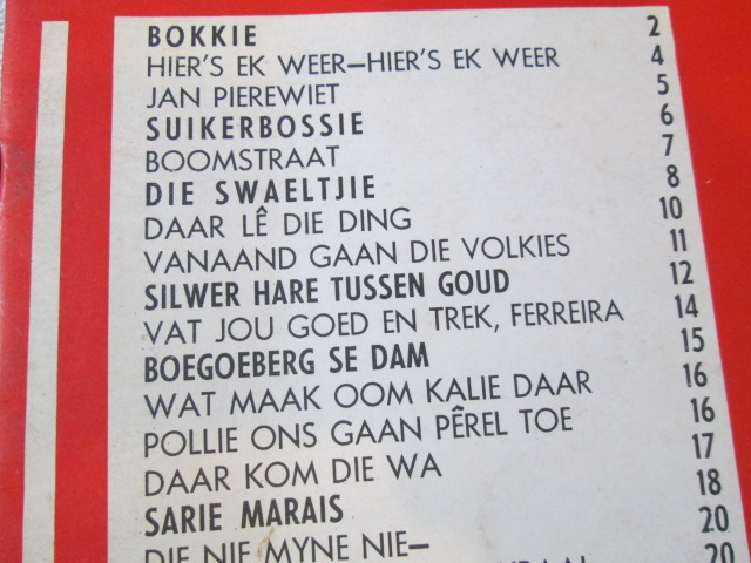 BOKKIE 2
HIER'S EK WEER—HIER'S EK WEER 4
JAN PIEREWIET 5
SUIKERBOSSIE 6
BOOMSTRAAT 7
DIE SWAELTJIE 8
DAAR LÊ DIE DING 10
VANAAND GAAN DIE VOLKIES 11
SILWER HARE TUSSEN GOUD 12
VAT JOU GOED EN TREK, FERREIRA 14
BOEGOEBERG SE DAM 15
WAT MAAK OOM KALIE DAAR 16
POLLIE ONS GAAN PÊREL TOE 16
DAAR KOM DIE WA 17
SARIE MARAIS 18
DIE NIE MYNE NIE— 20
20